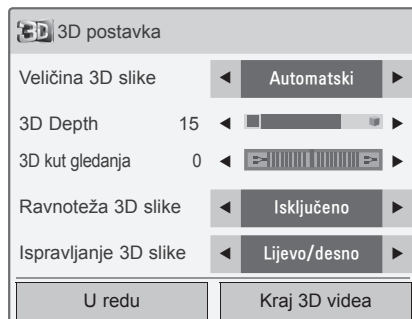 3D 3D postavka
Veličina 3D slike ◄ Automatski ►
3D Depth 15 ◄ ►
3D kut gledanja 0 ◄ ►
Ravnoteža 3D slike ◄ Isključeno ►
Ispravljanje 3D slike ◄ Lijevo/desno ►
U redu Kraj 3D videa